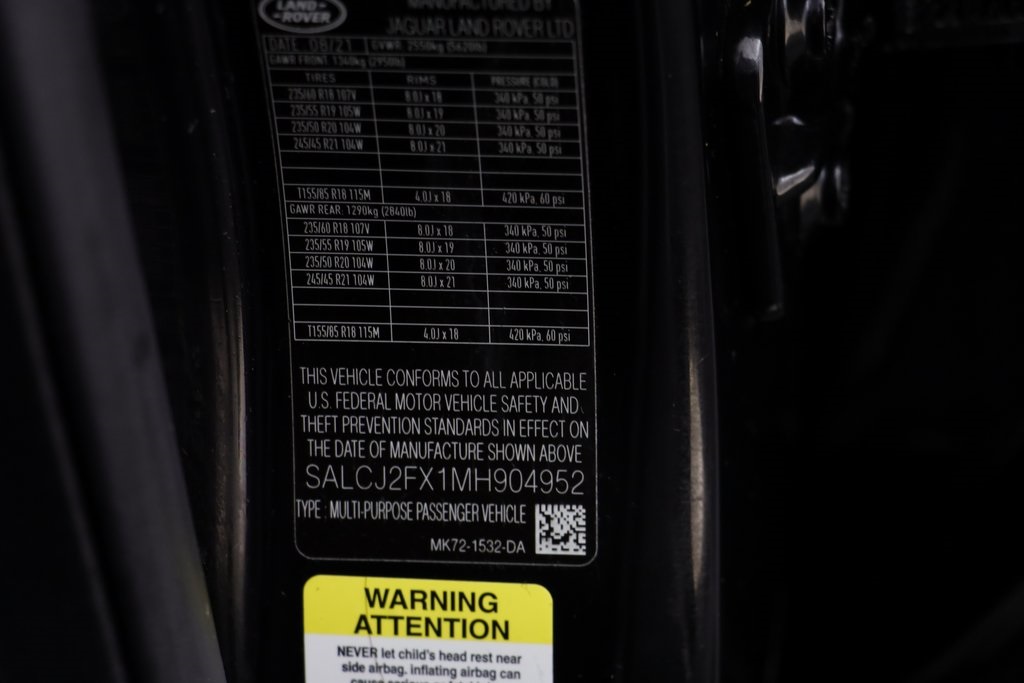 LAND-
-ROVER
MANUFACTURED BY
JAGUAR LAND ROVER LTD
DATE 08/21 GVWR 2550kg (5620lb)
GAWR FRONT. 1340kg (2950lb)
TIRES RIMS PRESSURE (COLD)
235/60 R18 107V 8.0J x 18 340 kPa, 50 psi
235/55 R19 105W 8.0J x 19 340 kPa, 50 psi
235/50 R20 104W 8.0J x 20 340 kPa, 50 psi
245/45 R21 104W 8.0J x 21 340 kPa, 50 psi
T155/85 R18 115M 4.0J x 18 420 kPa, 60 psi
GAWR REAR. 1290kg (2840lb)
235/60 R18 107V 8.0J x 18 340 kPa, 50 psi
235/55 R19 105W 8.0J x 19 340 kPa, 50 psi
235/50 R20 104W 8.0J x 20 340 kPa, 50 psi
245/45 R21 104W 8.0J x 21 340 kPa, 50 psi
T155/85 R18 115M 4.0J x 18 420 kPa, 60 psi
THIS VEHICLE CONFORMS TO ALL APPLICABLE
U.S. FEDERAL MOTOR VEHICLE SAFETY AND
THEFT PREVENTION STANDARDS IN EFFECT ON
THE DATE OF MANUFACTURE SHOWN ABOVE
SALCJ2FX1MH904952
TYPE : MULTI-PURPOSE PASSENGER VEHICLE
MK72-1532-DA
WARNING
ATTENTION
NEVER let child's head rest near
side airbag. inflating airbag can
cause serious